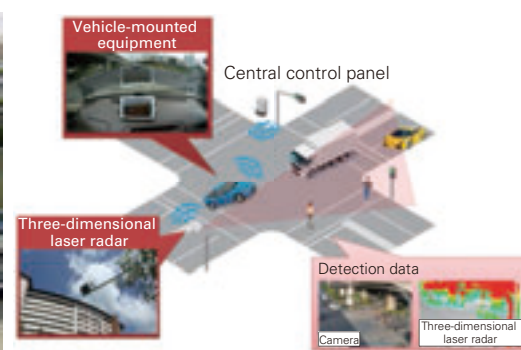 Vehicle-mounted
equipment
Central control panel
Three-dimensional
laser radar
Detection data
Camera
Three-dimensional
laser radar